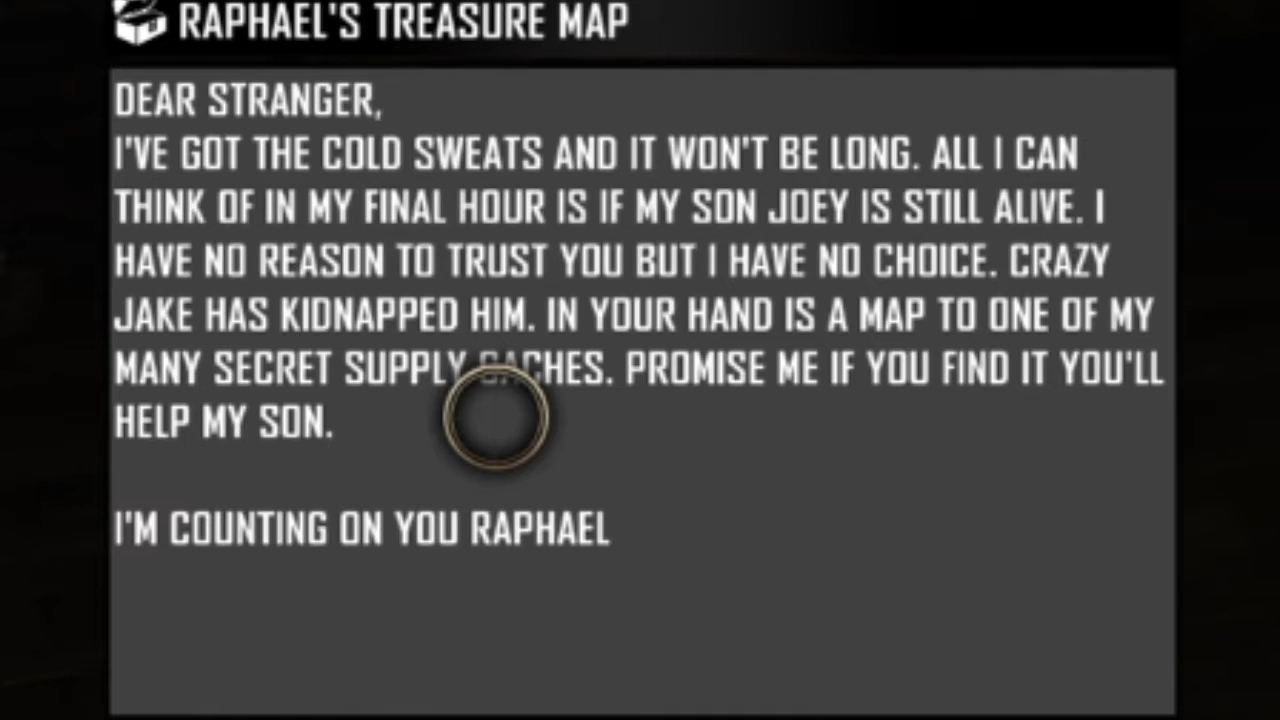 RAPHAEL'S TREASURE MAP
DEAR STRANGER,
I'VE GOT THE COLD SWEATS AND IT WON'T BE LONG. ALL I CAN
THINK OF IN MY FINAL HOUR IS IF MY SON JOEY IS STILL ALIVE. I
HAVE NO REASON TO TRUST YOU BUT I HAVE NO CHOICE. CRAZY
JAKE HAS KIDNAPPED HIM. IN YOUR HAND IS A MAP TO ONE OF MY
MANY SECRET SUPPLY CACHES. PROMISE ME IF YOU FIND IT YOU'LL
HELP MY SON.
I'M COUNTING ON YOU RAPHAEL